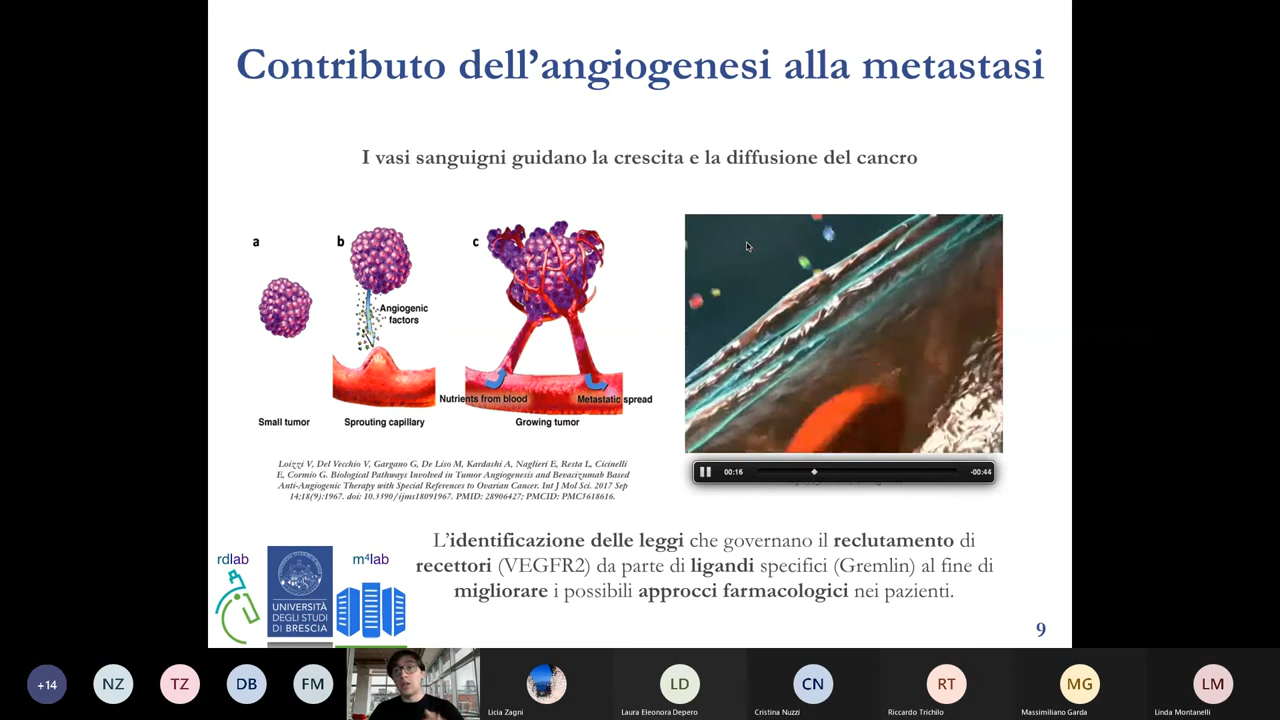 Contributo dell’angiogenesi alla metastasi
I vasi sanguigni guidano la crescita e la diffusione del cancro
a
b
c
Angiogenic
factors
Nutrients from blood
Metastatic spread
Small tumor
Sprouting capillary
Growing tumor
00:16
-00:44
Loizzi V, Del Vecchio V, Gargano G, De Liso M, Kardashi A, Naglieri E, Resta L, Cicinelli
E, Cormio G. Biological Pathways Involved in Tumor Angiogenesis and Bevacizumab Based
Anti-Angiogenic Therapy with Special References to Ovarian Cancer. Int J Mol Sci. 2017 Sep
14;18(9):1967. doi: 10.3390/ijms18091967. PMID: 28906427; PMCID: PMC5618616.
L’identificazione delle leggi che governano il reclutamento di
recettori (VEGFR2) da parte di ligandi specifici (Gremlin) al fine di
migliorare i possibili approcci farmacologici nei pazienti.
rdlab
m⁴lab
UNIVERSITÀ
DEGLI STUDI
DI BRESCIA
9
+14
NZ
TZ
DB
FM
LD
CN
RT
MG
LM
Licia Zagni
Laura Eleonora Depero
Cristina Nuzzi
Riccardo Trichilo
Massimiliano Garda
Linda Montanelli